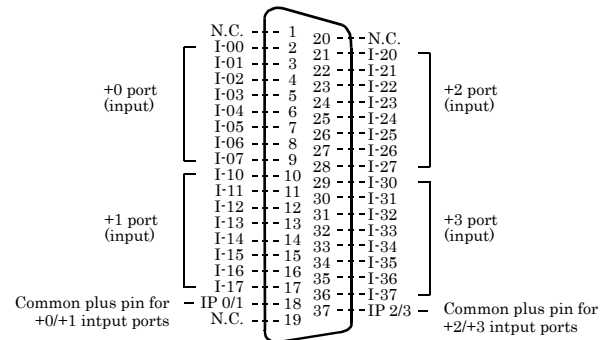 N.C. 1
I-00 2
I-01 3
I-02 4
I-03 5
I-04 6
I-05 7
I-06 8
I-07 9
I-10 10
I-11 11
I-12 12
I-13 13
I-14 14
I-15 15
I-16 16
I-17 17
IP 0/1 18
N.C. 19
+0 port
(input)
+1 port
(input)
Common plus pin for
+0/+1 intput ports
20 N.C.
21 I-20
22 I-21
23 I-22
24 I-23
25 I-24
26 I-25
27 I-26
28 I-27
29 I-30
30 I-31
31 I-32
32 I-33
33 I-34
34 I-35
35 I-36
36 I-37
37 IP 2/3
+2 port
(input)
+3 port
(input)
Common plus pin for
+2/+3 intput ports